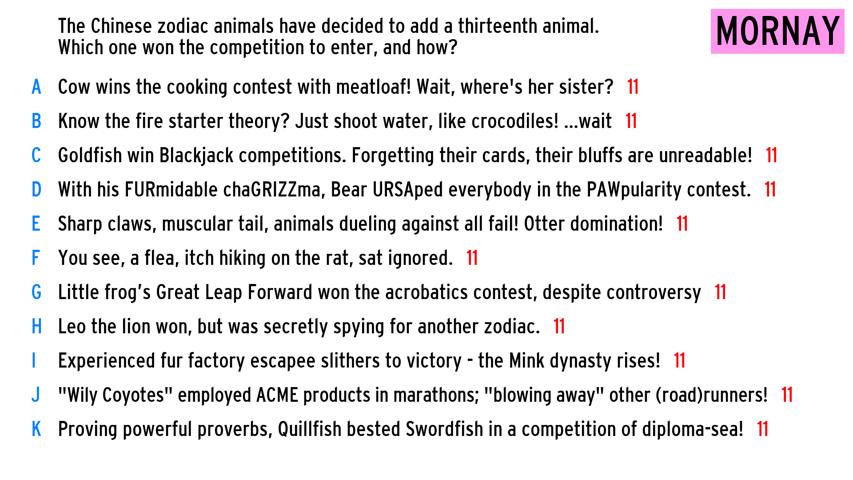 The Chinese zodiac animals have decided to add a thirteenth animal.
Which one won the competition to enter, and how?
MORNAY
A Cow wins the cooking contest with meatloaf! Wait, where's her sister? 11
B Know the fire starter theory? Just shoot water, like crocodiles! ...wait 11
C Goldfish win Blackjack competitions. Forgetting their cards, their bluffs are unreadable! 11
D With his FURmidable chaGRIZZma, Bear URSAped everybody in the PAWpularity contest. 11
E Sharp claws, muscular tail, animals dueling against all fail! Otter domination! 11
F You see, a flea, itch hiking on the rat, sat ignored. 11
G Little frog’s Great Leap Forward won the acrobatics contest, despite controversy 11
H Leo the lion won, but was secretly spying for another zodiac. 11
I Experienced fur factory escapee slithers to victory - the Mink dynasty rises! 11
J "Wily Coyotes" employed ACME products in marathons; "blowing away" other (road)runners! 11
K Proving powerful proverbs, Quillfish bested Swordfish in a competition of diploma-sea! 11